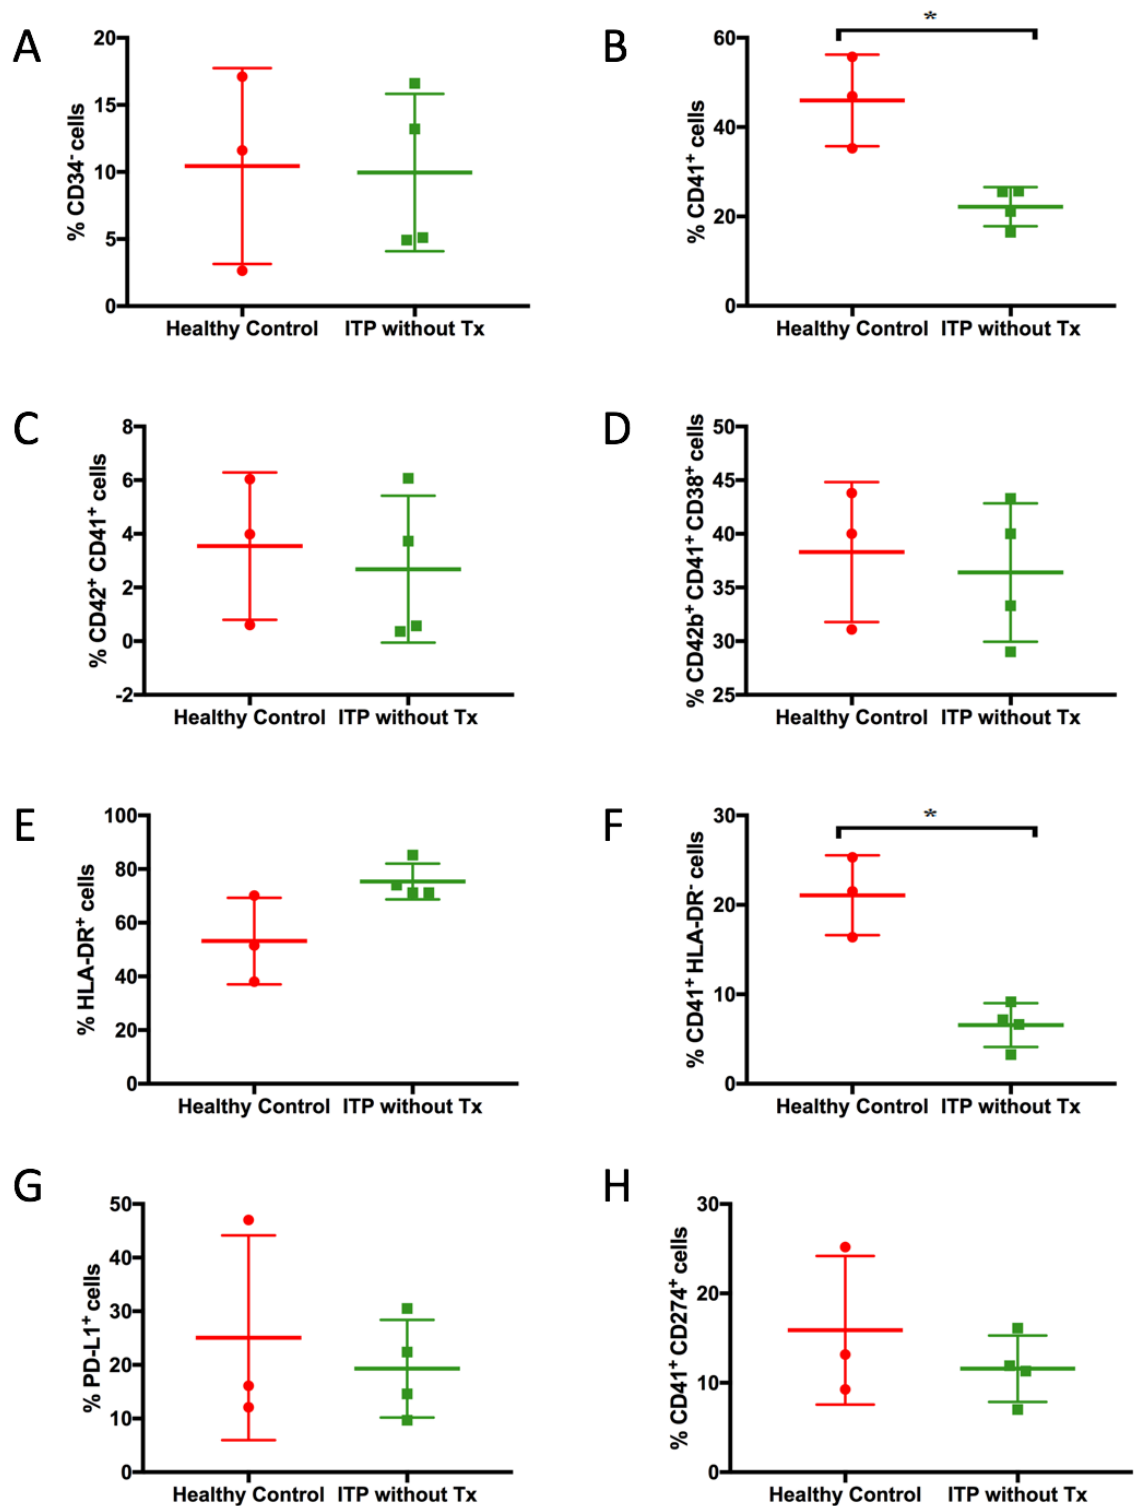 A
20
15
10
5
0
% CD34⁻ cells
Healthy Control ITP without Tx
B
*
60
40
20
0
% CD41⁺ cells
Healthy Control ITP without Tx
C
8
6
4
2
0
-2
% CD42⁺ CD41⁺ cells
Healthy Control ITP without Tx
D
50
45
40
35
30
25
% CD42b⁺ CD41⁺ CD38⁺ cells
Healthy Control ITP without Tx
E
100
80
60
40
20
0
% HLA-DR⁺ cells
Healthy Control ITP without Tx
F
*
30
20
10
0
% CD41⁺ HLA-DR⁻ cells
Healthy Control ITP without Tx
G
50
40
30
20
10
0
% PD-L1⁺ cells
Healthy Control ITP without Tx
H
30
20
10
0
% CD41⁺ CD274⁺ cells
Healthy Control ITP without Tx